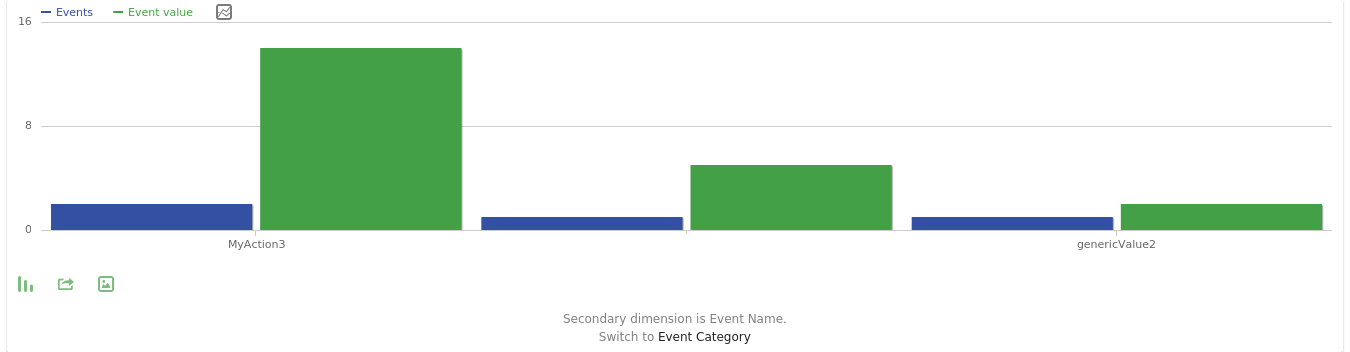 16
Events
Event value
8
0
MyAction3
genericValue2
Secondary dimension is Event Name.
Switch to Event Category